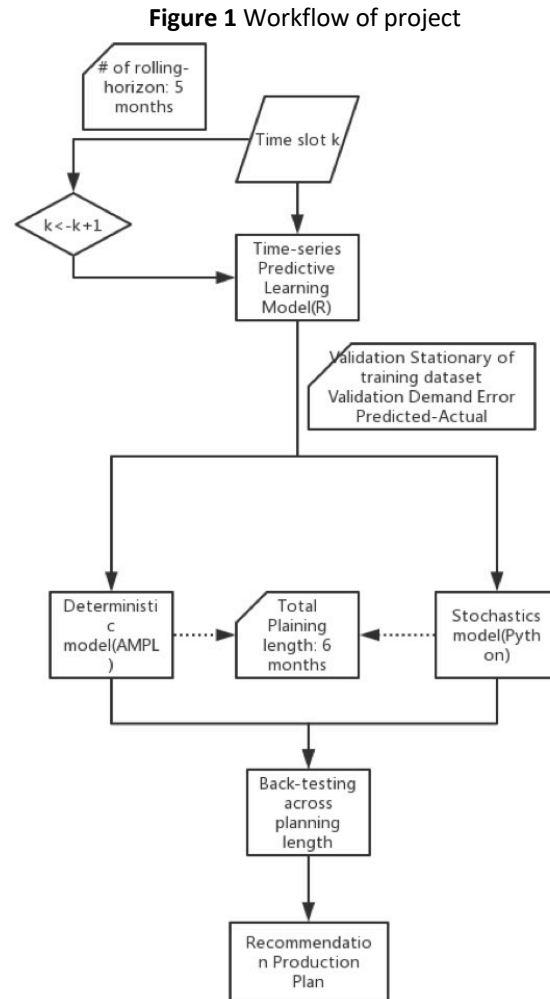 Figure 1 Workflow of project
# of rolling-
horizon: 5
months
Time slot k
k<-k+1
Time-series
Predictive
Learning
Model(R)
Validation Stationary of
training dataset
Validation Demand Error
Predicted-Actual
Deterministi
c
model(AMPL
)
Total
Plaining
length: 6
months
Stochastics
model(Pyth
on)
Back-testing
across
planning
length
Recommendatio
n Production
Plan